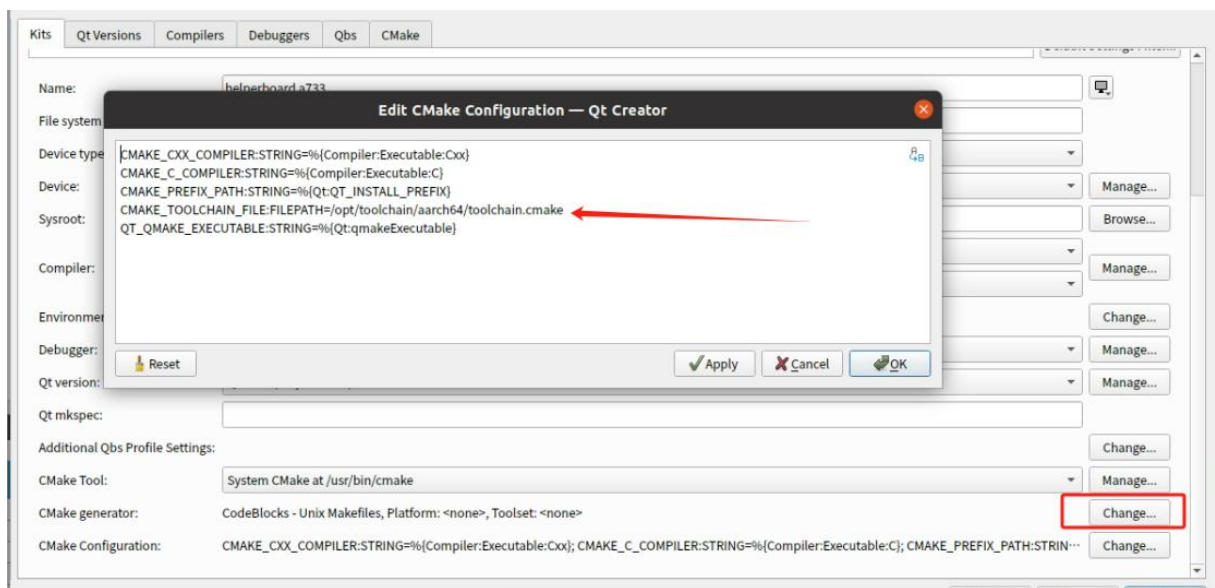 Kits Qt Versions Compilers Debuggers Qbs CMake
Name: helperboard a733
Edit CMake Configuration — Qt Creator
File system
CMAKE_CXX_COMPILER:STRING=%{Compiler:Executable:Cxx}
Device type
CMAKE_C_COMPILER:STRING=%{Compiler:Executable:C}
CMAKE_PREFIX_PATH:STRING=%{Qt:QT_INSTALL_PREFIX}
Device: Manage...
CMAKE_TOOLCHAIN_FILE:FILEPATH=/opt/toolchain/aarch64/toolchain.cmake
Sysroot: Browse...
QT_QMAKE_EXECUTABLE:STRING=%{Qt:qmakeExecutable}
Compiler: Manage...
Environmer Change...
Debugger: Manage...
Reset Apply Cancel OK
Qt version: Manage...
Qt mkspec:
Additional Qbs Profile Settings: Change...
CMake Tool: System CMake at /usr/bin/cmake Manage...
CMake generator: CodeBlocks - Unix Makefiles, Platform: <none>, Toolset: <none> Change...
CMake Configuration: CMAKE_CXX_COMPILER:STRING=%{Compiler:Executable:Cxx}; CMAKE_C_COMPILER:STRING=%{Compiler:Executable:C}; CMAKE_PREFIX_PATH:STRIN··· Change...